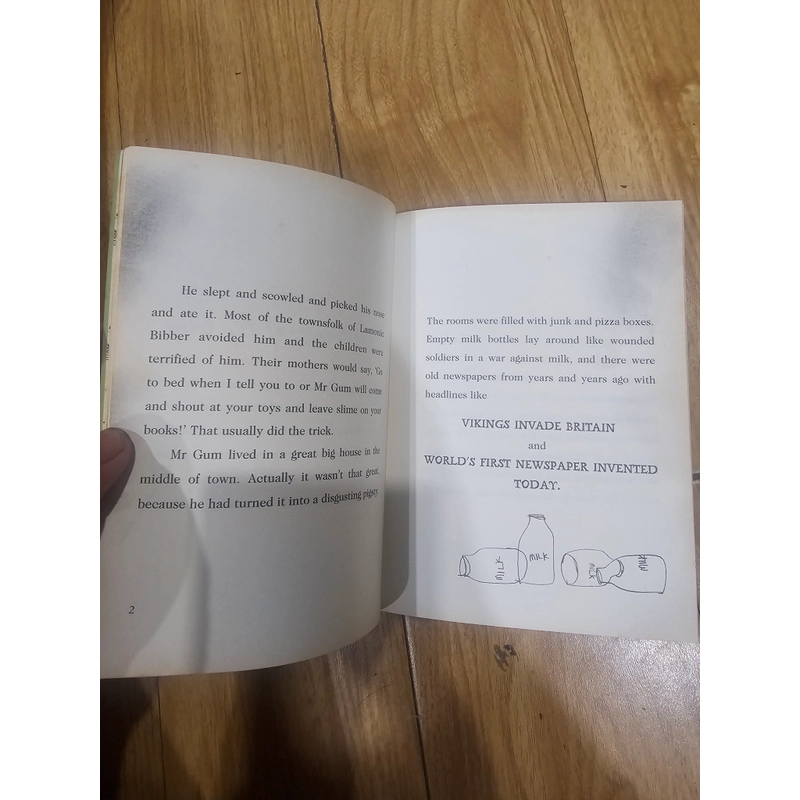 He slept and scowled and picked his nose
and ate it. Most of the townsfolk of Lamonic
Bibber avoided him and the children were
terrified of him. Their mothers would say, ‘Go
to bed when I tell you to or Mr Gum will come
and shout at your toys and leave slime on your
books!’ That usually did the trick.
Mr Gum lived in a great big house in the
middle of town. Actually it wasn’t that great,
because he had turned it into a disgusting pigsty.
2
The rooms were filled with junk and pizza boxes.
Empty milk bottles lay around like wounded
soldiers in a war against milk, and there were
old newspapers from years and years ago with
headlines like
VIKINGS INVADE BRITAIN
and
WORLD’S FIRST NEWSPAPER INVENTED
TODAY.
MILK
MILK
MILK
MILK